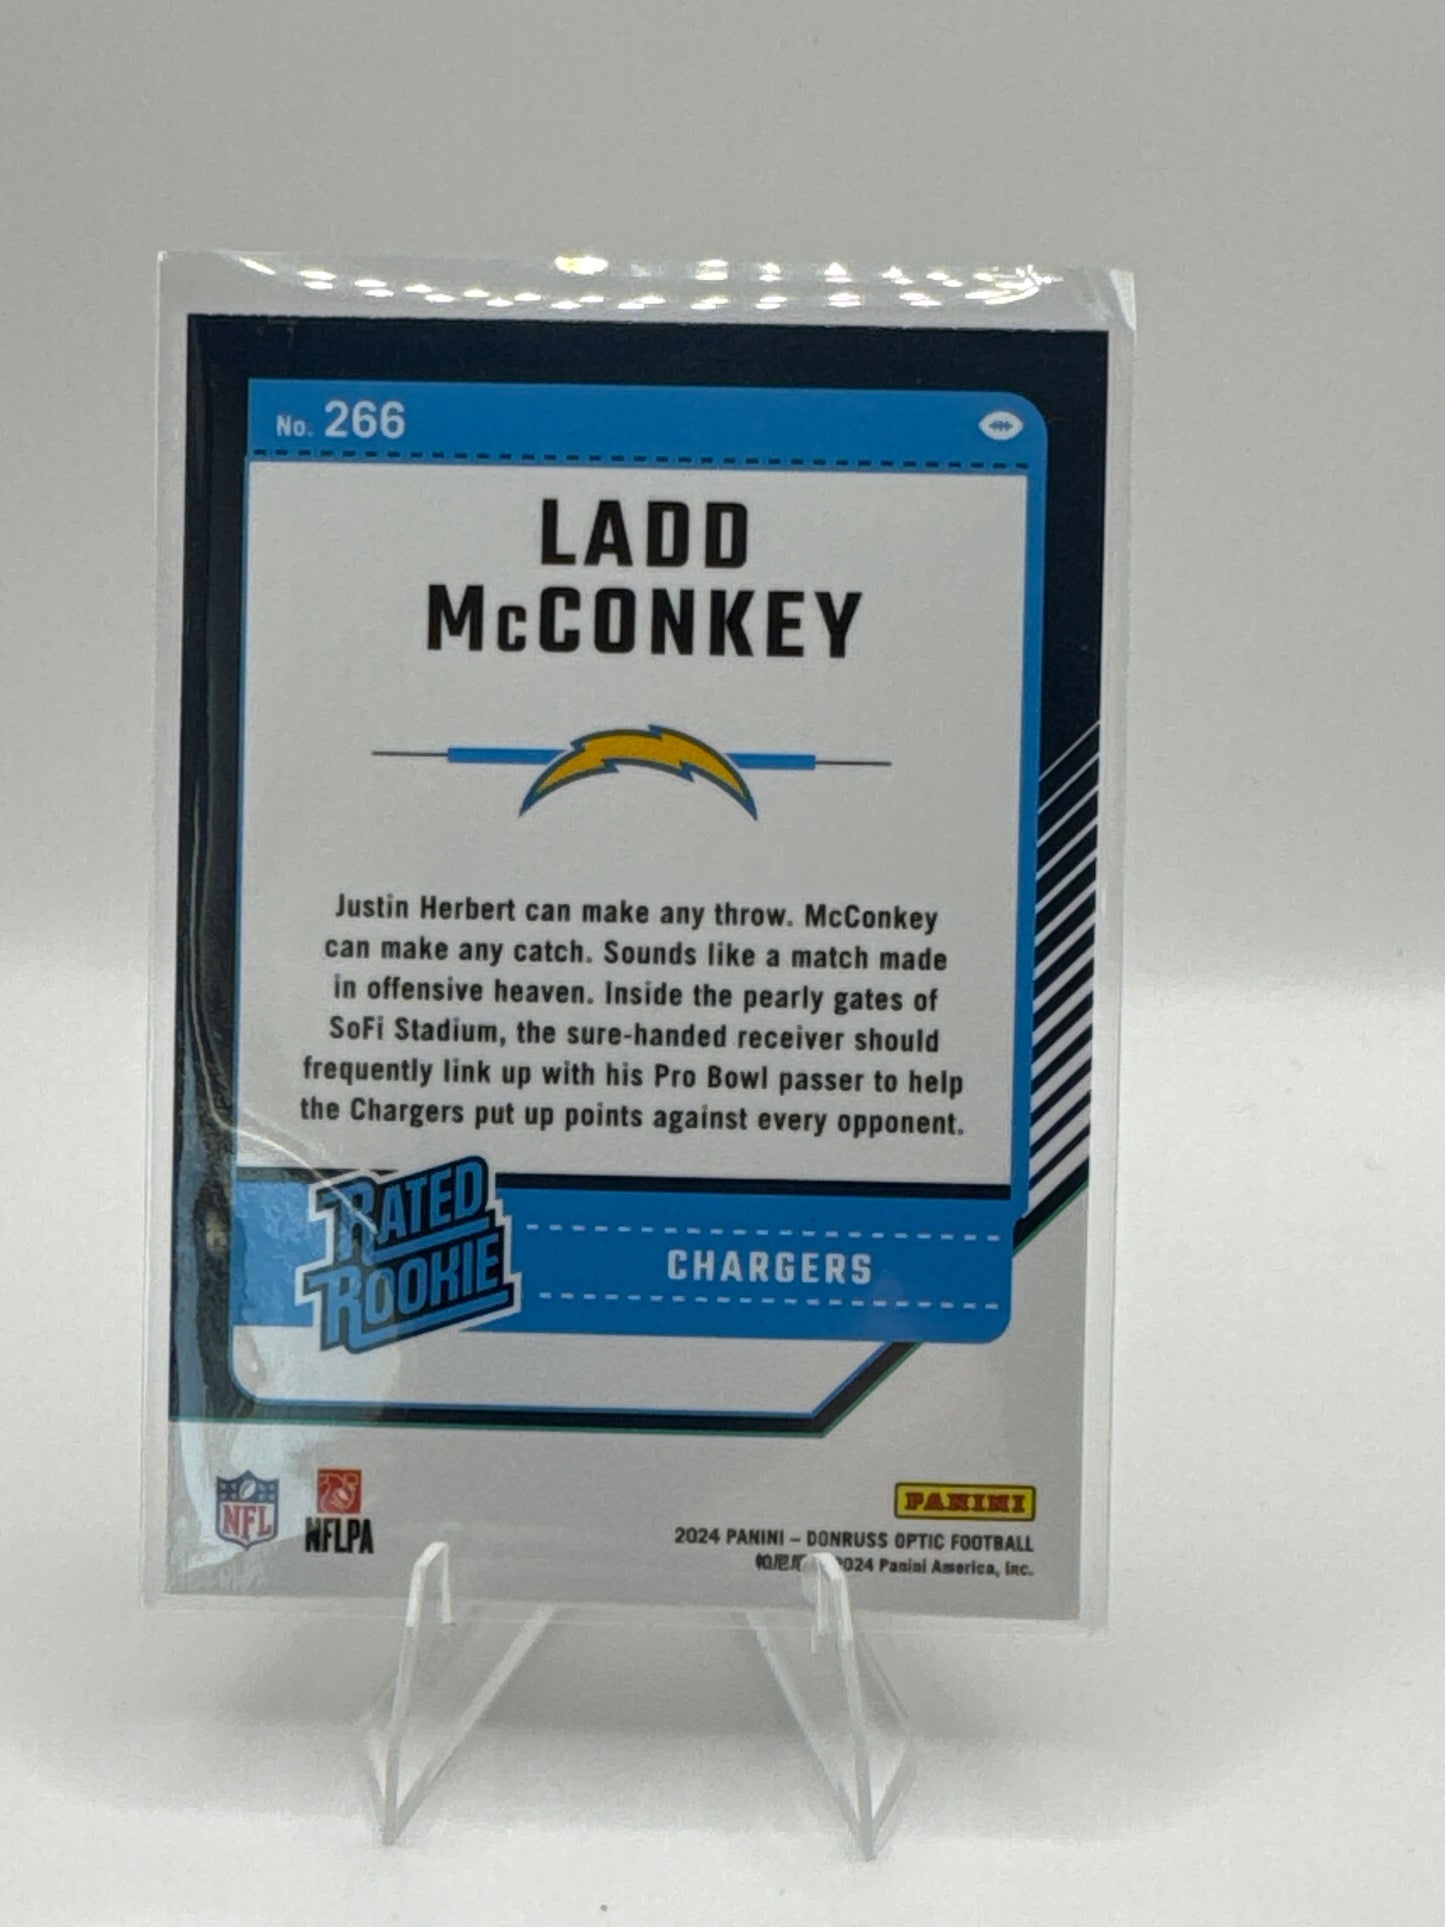 No. 266
LADD
McCONKEY
Justin Herbert can make any throw. McConkey
can make any catch. Sounds like a match made
in offensive heaven. Inside the pearly gates of
SoFi Stadium, the sure-handed receiver should
frequently link up with his Pro Bowl passer to help
the Chargers put up points against every opponent.
RATED
ROOKIE
CHARGERS
NFL
NFLPA
PANINI
2024 PANINI – DONRUSS OPTIC FOOTBALL
2024 Panini America, Inc.